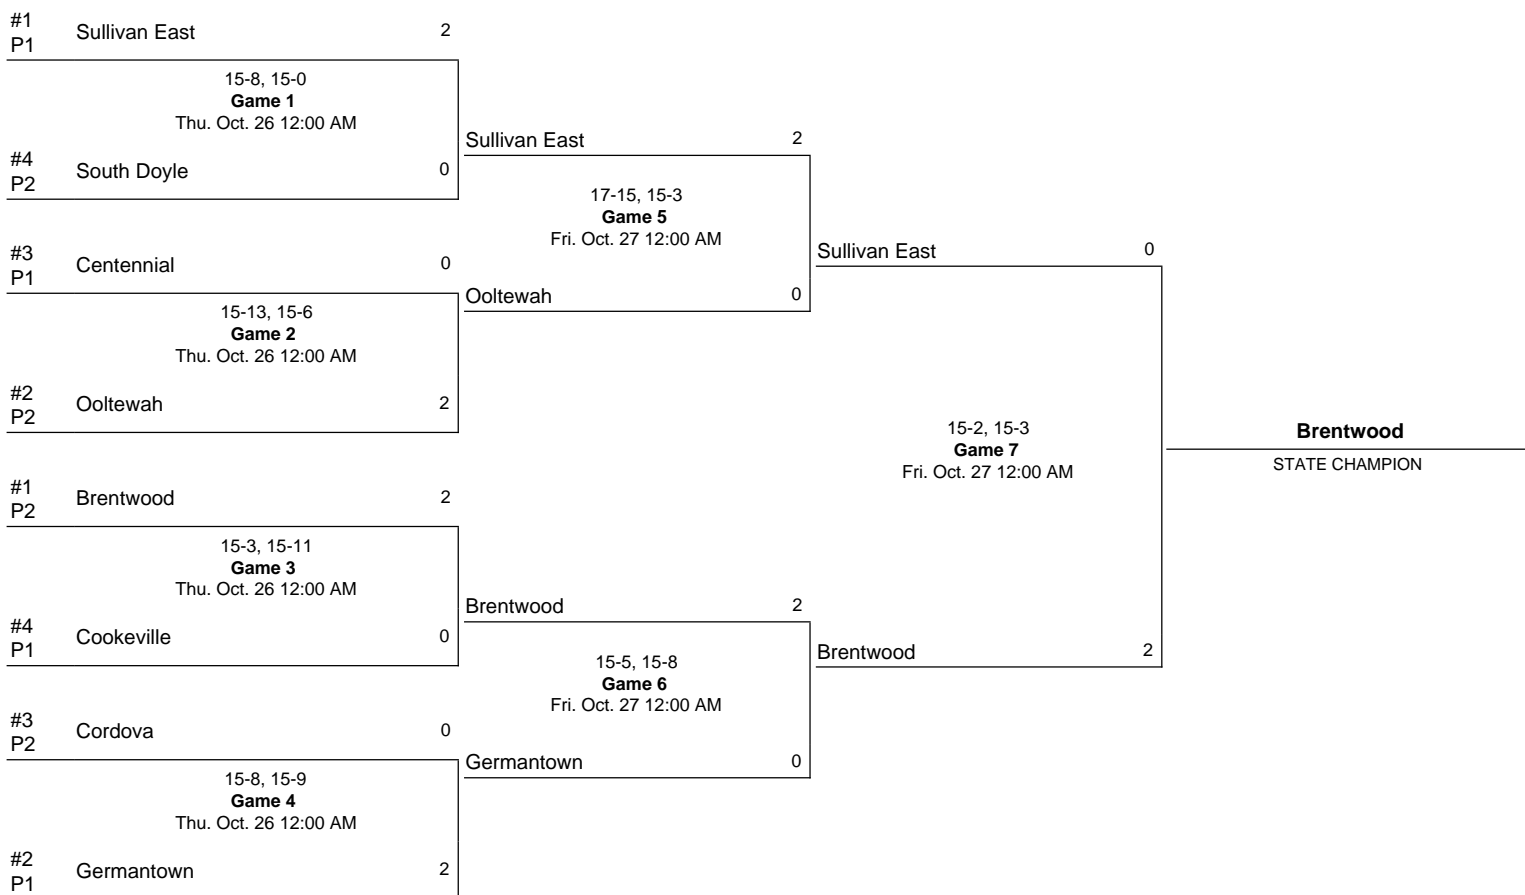 #1
P1
Sullivan East 2
15-8, 15-0
Game 1
Thu. Oct. 26 12:00 AM
#4
P2
South Doyle 0
#3
P1
Centennial 0
15-13, 15-6
Game 2
Thu. Oct. 26 12:00 AM
#2
P2
Ooltewah 2
#1
P2
Brentwood 2
15-3, 15-11
Game 3
Thu. Oct. 26 12:00 AM
#4
P1
Cookeville 0
#3
P2
Cordova 0
15-8, 15-9
Game 4
Thu. Oct. 26 12:00 AM
#2
P1
Germantown 2
Sullivan East 2
17-15, 15-3
Game 5
Fri. Oct. 27 12:00 AM
Ooltewah 0
Brentwood 2
15-5, 15-8
Game 6
Fri. Oct. 27 12:00 AM
Germantown 0
Sullivan East 0
15-2, 15-3
Game 7
Fri. Oct. 27 12:00 AM
Brentwood 2
Brentwood
STATE CHAMPION